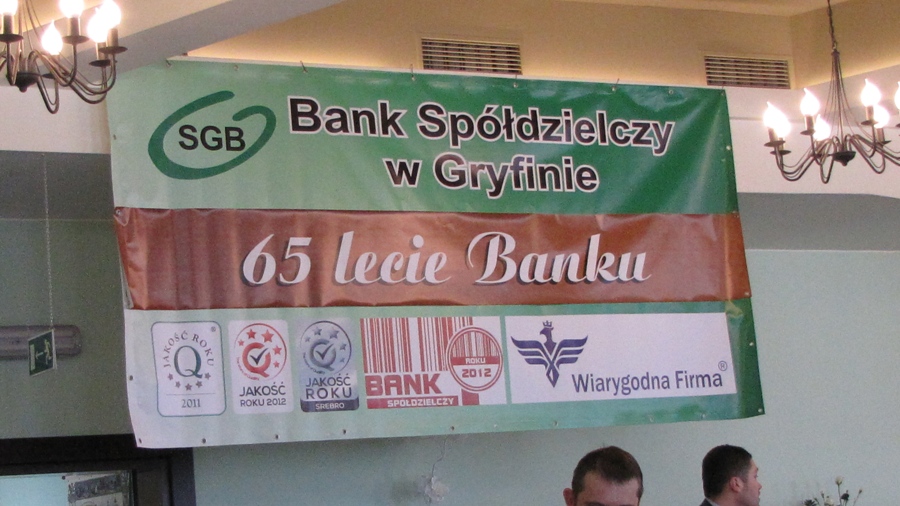 SGB
Bank Spółdzielczy
w Gryfinie
65 lecie Banku
JAKOŚĆ ROKU
Q
2011
JAKOŚĆ
ROKU 2012
JAKOŚĆ
ROKU
SREBRO
BANK
SPÓŁDZIELCZY
ROKU
2012
Wiarygodna Firma®